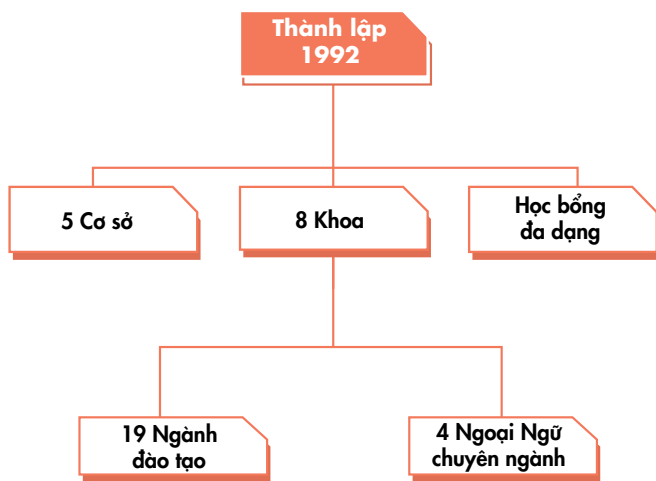 Thành lập
1992
5 Cơ sở
8 Khoa
Học bổng
đa dạng
19 Ngành
đào tạo
4 Ngoại Ngữ
chuyên ngành